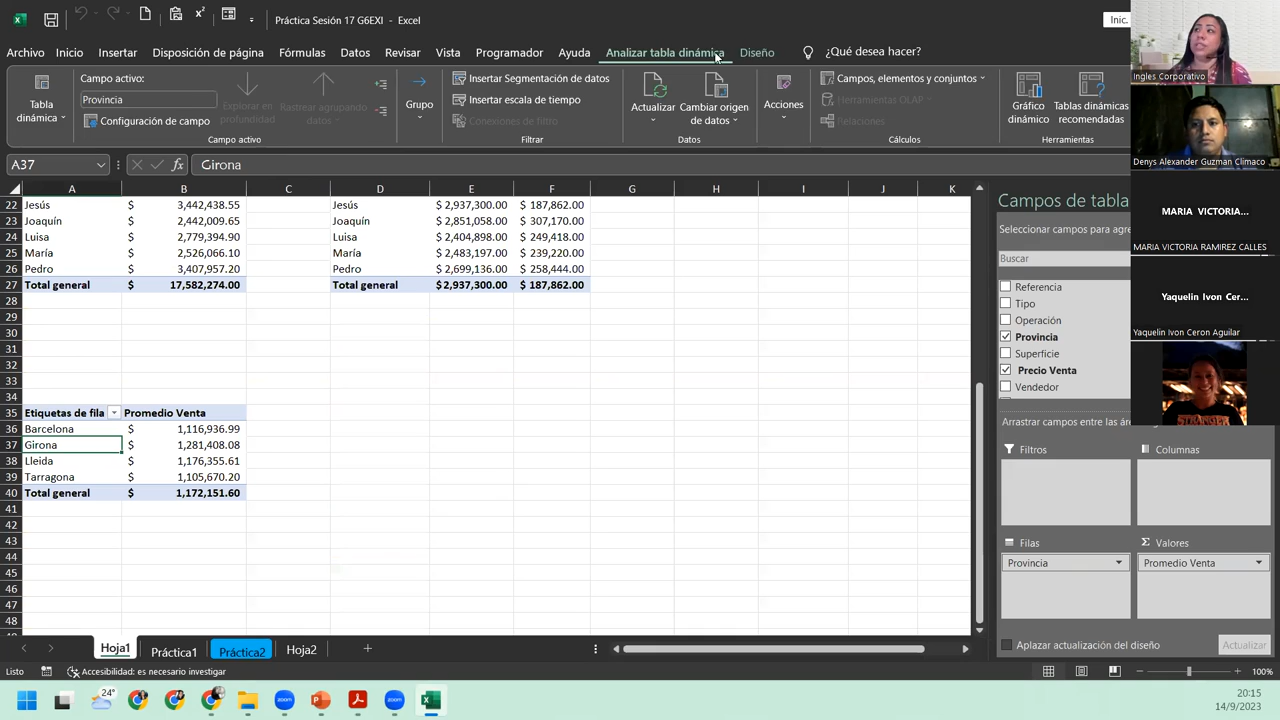 Práctica Sesión 17 G6EXI - Excel
Inic.
Archivo Inicio Insertar Disposición de página Fórmulas Datos Revisar Vista Programador Ayuda Analizar tabla dinámica Diseño ¿Qué desea hacer?
Tabla dinámica
Campo activo:
Provincia
Configuración de campo
Explorar en profundidad
Rastrear agrupando datos
Campo activo
Grupo
Insertar Segmentación de datos
Insertar escala de tiempo
Conexiones de filtro
Filtrar
Actualizar
Cambiar origen de datos
Datos
Acciones
Campos, elementos y conjuntos
Herramientas OLAP
Relaciones
Cálculos
Gráfico dinámico
Tablas dinámicas recomendadas
Herramientas
A37 fx Girona
A B C D E F G H I J K
22 Jesús $ 3,442,438.55 Jesús $ 2,937,300.00 $ 187,862.00
23 Joaquín $ 2,442,009.65 Joaquín $ 2,851,058.00 $ 307,170.00
24 Luisa $ 2,779,394.90 Luisa $ 2,404,898.00 $ 249,418.00
25 María $ 2,526,066.10 María $ 2,483,197.00 $ 239,220.00
26 Pedro $ 3,407,957.20 Pedro $ 2,699,136.00 $ 258,444.00
27 Total general $ 17,582,274.00 Total general $ 2,937,300.00 $ 187,862.00
28
29
30
31
32
33
34
35 Etiquetas de fila Promedio Venta
36 Barcelona $ 1,116,936.99
37 Girona $ 1,281,408.08
38 Lleida $ 1,176,355.61
39 Tarragona $ 1,105,670.20
40 Total general $ 1,172,151.60
41
42
43
44
45
46
47
48
Campos de tabla
Seleccionar campos para agre
Buscar
Referencia
Tipo
Operación
Provincia
Superficie
Precio Venta
Vendedor
Arrastrar campos entre las áre
Filtros Columnas
Filas Valores
Provincia Promedio Venta
Aplazar actualización del diseño Actualizar
Ingles Corporativo
Denys Alexander Guzman Climaco
MARIA VICTORIA...
MARIA VICTORIA RAMIREZ CALLES
Yaquelin Ivon Cer...
Yaquelin Ivon Ceron Aguilar
Hoja1 Práctica1 Práctica2 Hoja2 +
Listo Accesibilidad: es necesario investigar 100%
24°
zoom
zoom
20:15
14/9/2023